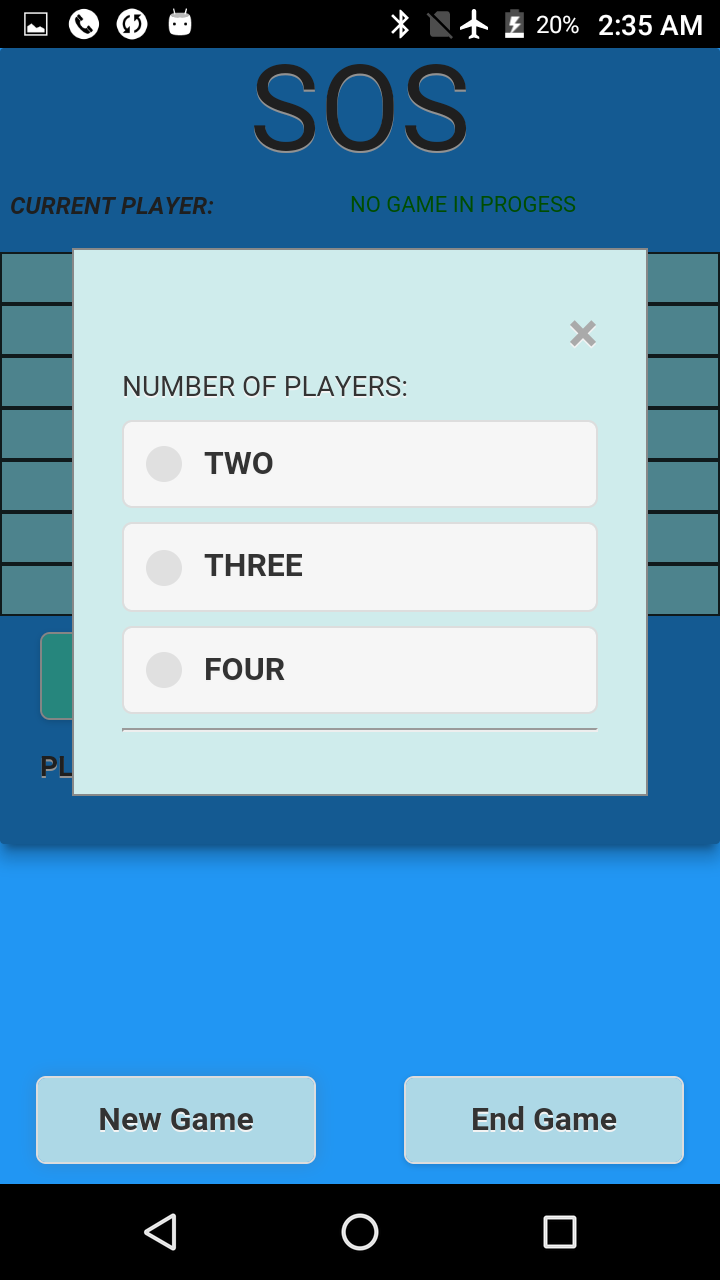 20% 2:35 AM
SOS
CURRENT PLAYER: NO GAME IN PROGESS
×
NUMBER OF PLAYERS:
TWO
THREE
FOUR
PL
New Game End Game